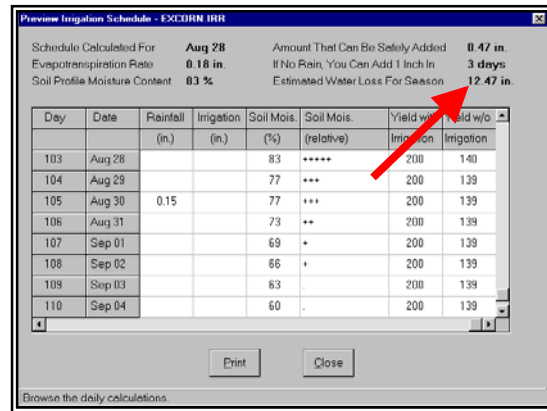 Preview Irrigation Schedule - EXCORN.IRR
Schedule Calculated For Aug 28 Amount That Can Be Safely Added 0.47 in.
Evapotranspiration Rate 0.18 in. If No Rain, You Can Add 1 Inch In 3 days
Soil Profile Moisture Content 83 % Estimated Water Loss For Season 12.47 in.
Day Date Rainfall Irrigation Soil Mois. Soil Mois. Yield with Yield w/o
(in.) (in.) (%) (relative) Irrigation Irrigation
103 Aug 28 83 +++++ 200 140
104 Aug 29 77 +++ 200 139
105 Aug 30 0.15 77 +++ 200 139
106 Aug 31 73 ++ 200 139
107 Sep 01 69 + 200 139
108 Sep 02 66 + 200 139
109 Sep 03 63 . 200 139
110 Sep 04 60 . 200 139
Print Close
Browse the daily calculations.